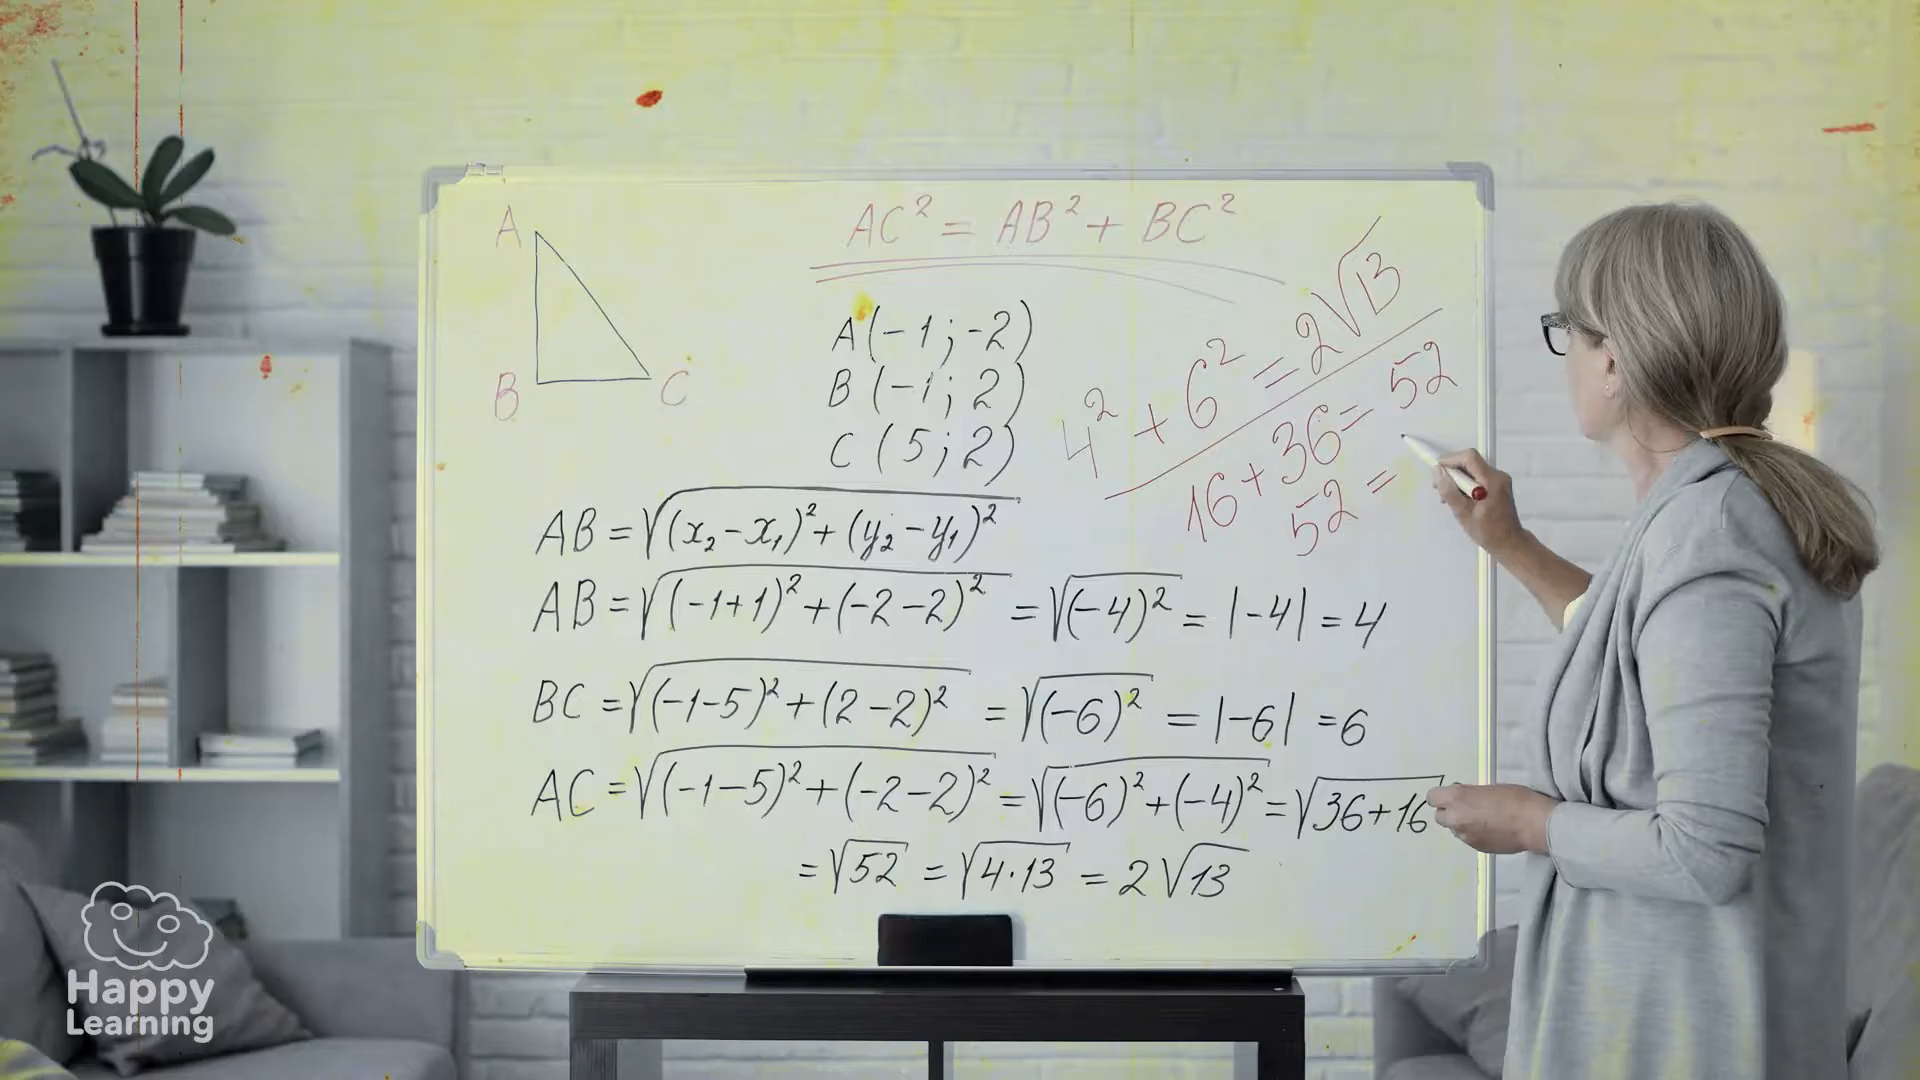 A
B
C
AC² = AB² + BC²
A(-1; -2)
B(-1; 2)
C(5; 2)
4² + 6² = 2√13
16 + 36 = 52
52 =
AB = √(x₂-x₁)² + (y₂-y₁)²
AB = √(-1+1)² + (-2-2)² = √(-4)² = |-4| = 4
BC = √(-1-5)² + (2-2)² = √(-6)² = |-6| = 6
AC = √(-1-5)² + (-2-2)² = √(-6)² + (-4)² = √36+16
= √52 = √4·13 = 2√13
Happy
Learning